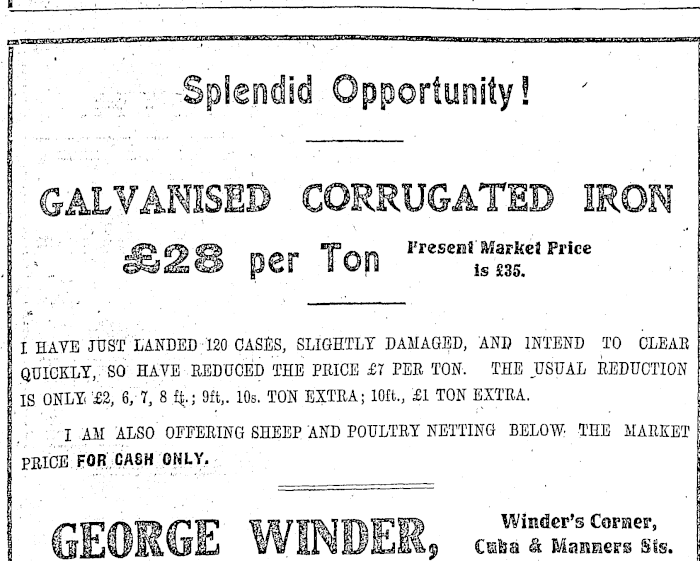 Splendid Opportunity!
GALVANISED CORRUGATED IRON
£28 per Ton Present Market Price
is £35.
I HAVE JUST LANDED 120 CASES, SLIGHTLY DAMAGED, AND INTEND TO CLEAR
QUICKLY, SO HAVE REDUCED THE PRICE £7 PER TON. THE USUAL REDUCTION
IS ONLY £2, 6, 7, 8 ft.; 9ft,. 10s. TON EXTRA; 10ft., £1 TON EXTRA.
I AM ALSO OFFERING SHEEP AND POULTRY NETTING BELOW THE MARKET
PRICE FOR CASH ONLY.
GEORGE WINDER, Winder's Corner,
Cuba & Manners Sts.